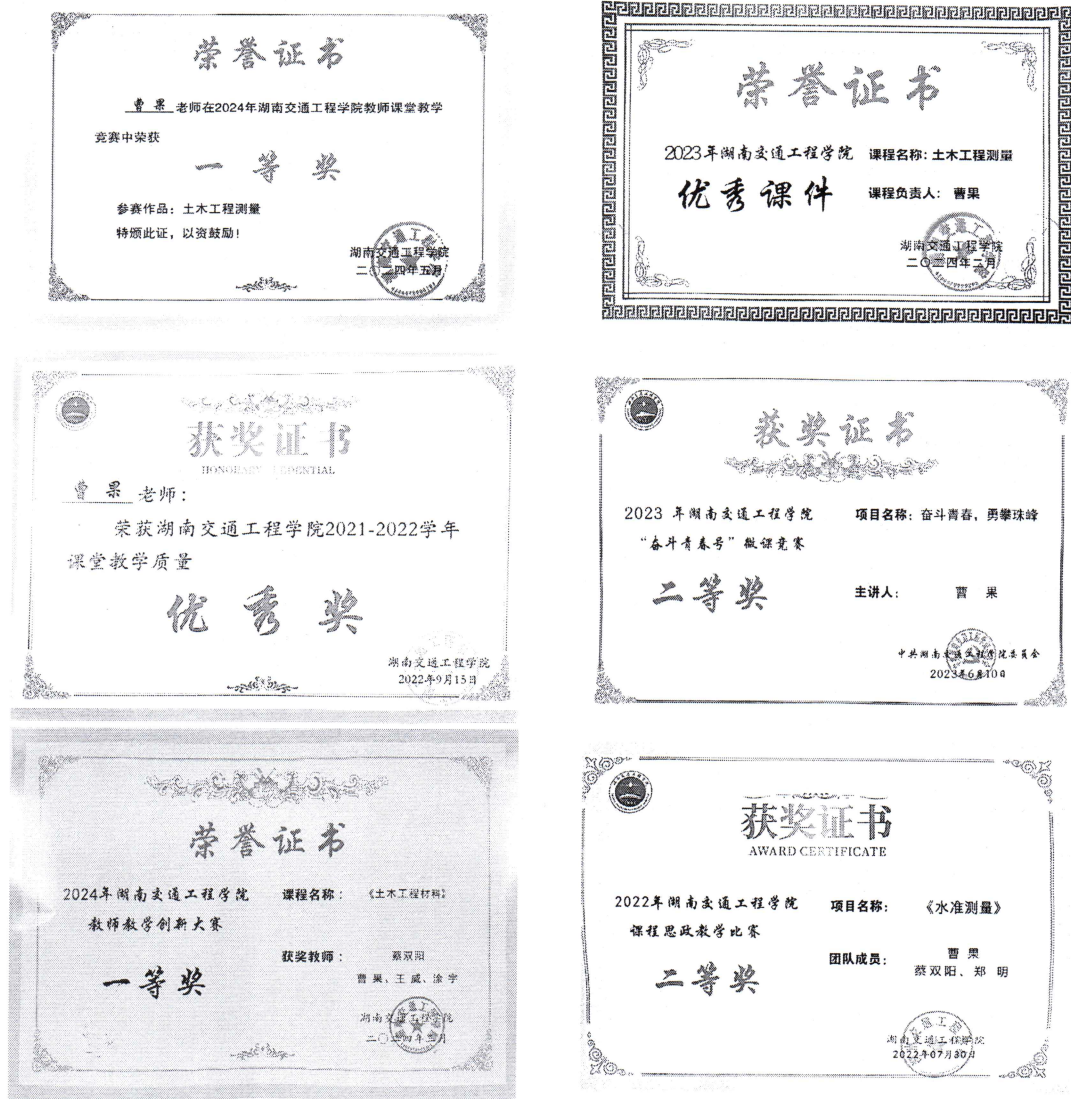 荣誉证书
曹 果 老师在2024年湖南交通工程学院教师课堂教学
竞赛中荣获
一等奖
参赛作品：土木工程测量
特颁此证，以资鼓励！
湖南交通工程学院
二〇二四年五月
荣誉证书
2023年湖南交通工程学院
优秀课件
课程名称：土木工程测量
课程负责人：曹果
湖南交通工程学院
二〇二四年二月
获奖证书
曹 果 老师：
荣获湖南交通工程学院2021-2022学年
课堂教学质量
优秀奖
湖南交通工程学院
2022年9月15日
获奖证书
2023 年湖南交通工程学院
“奋斗青春号”微课竞赛
二等奖
项目名称：奋斗青春，勇攀珠峰
主讲人： 曹 果
中共湖南交通工程学院委员会
2023年6月10日
荣誉证书
2024年湖南交通工程学院
教师教学创新大赛
一等奖
课程名称： 《土木工程材料》
获奖教师： 蔡双阳
曹 果、王 威、涂 宇
湖南交通工程学院
获奖证书
AWARD CERTIFICATE
2022年湖南交通工程学院
课程思政教学比赛
二等奖
项目名称： 《水准测量》
团队成员： 曹 果
蔡双阳、郑 明
湖南交通工程学院
2022年07月30日